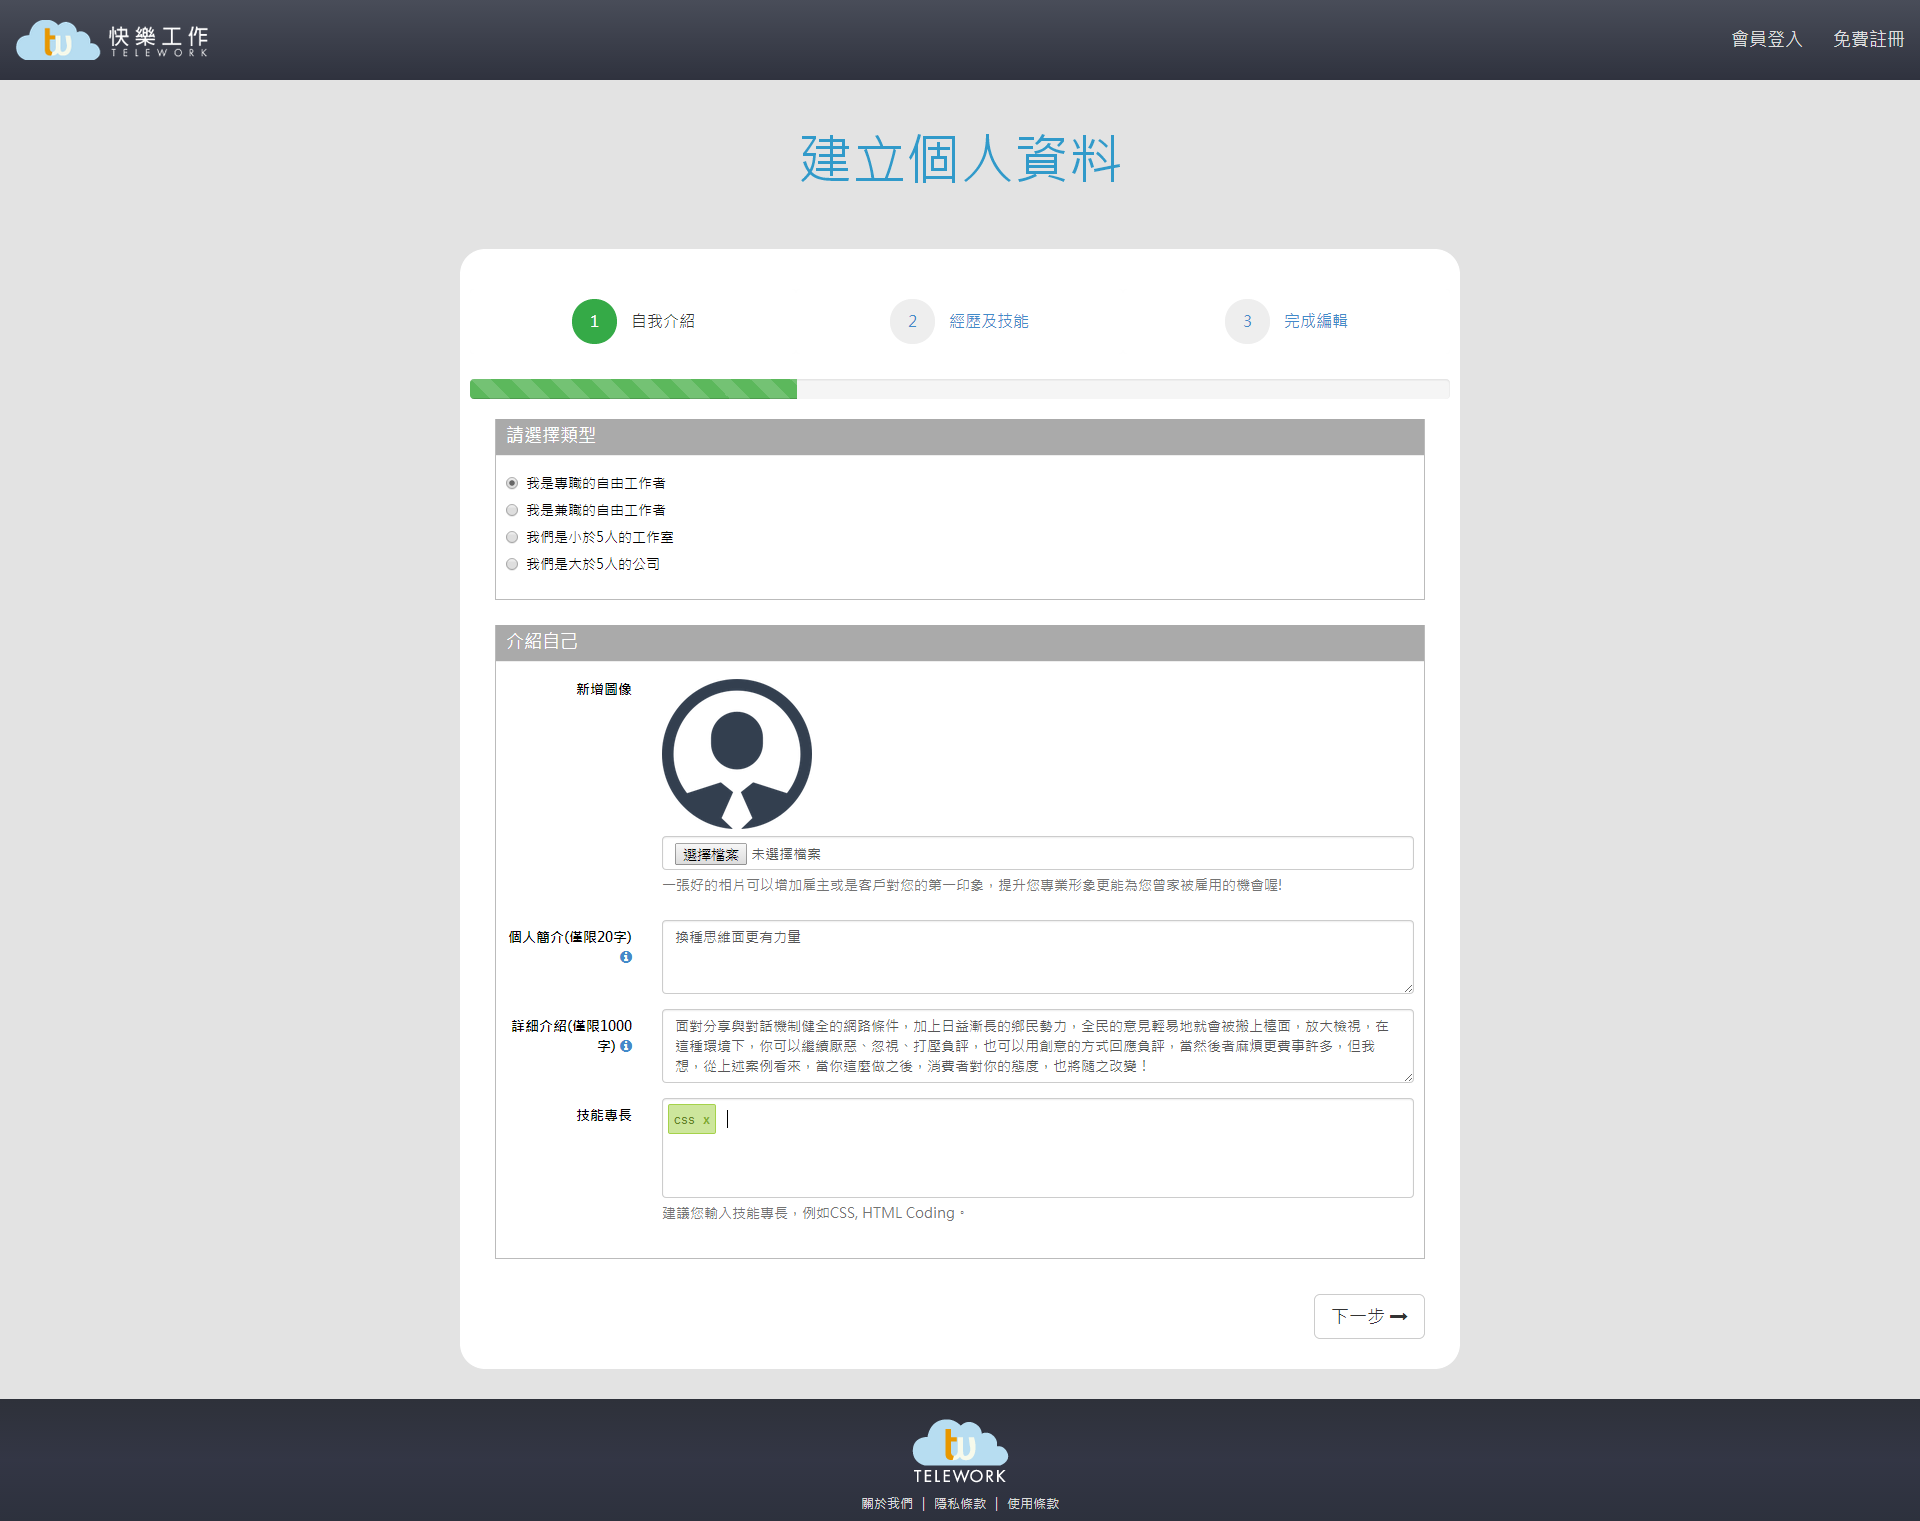 tw 快樂工作
TELEWORK
會員登入 免費註冊
建立個人資料
1 自我介紹
2 經歷及技能
3 完成編輯
請選擇類型
我是專職的自由工作者
我是兼職的自由工作者
我們是小於5人的工作室
我們是大於5人的公司
介紹自己
新增圖像
選擇檔案 未選擇檔案
一張好的相片可以增加雇主或是客戶對您的第一印象，提升您專業形象更能為您曾家被雇用的機會喔!
個人簡介(僅限20字)
換種思維面更有力量
詳細介紹(僅限1000
字)
面對分享與對話機制健全的網路條件，加上日益漸長的鄉民勢力，全民的意見輕易地就會被搬上檯面，放大檢視，在
這種環境下，你可以繼續厭惡、忽視、打壓負評，也可以用創意的方式回應負評，當然後者麻煩更費事許多，但我
想，從上述案例看來，當你這麼做之後，消費者對你的態度，也將隨之改變！
技能專長
css x
建議您輸入技能專長，例如CSS, HTML Coding。
下一步
tw
TELEWORK
關於我們 | 隱私條款 | 使用條款